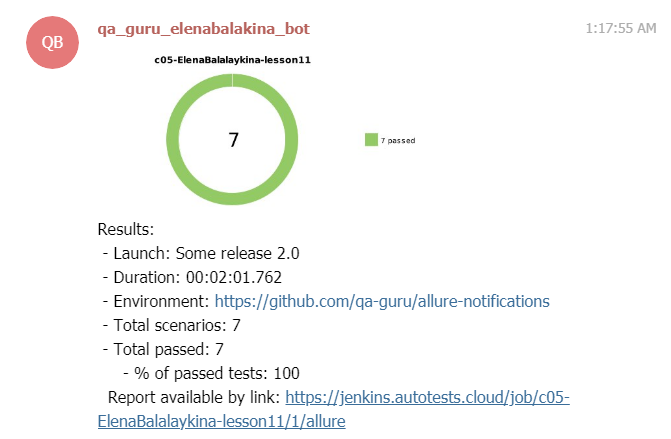 QB
qa_guru_elenabalakina_bot
1:17:55 AM
c05-ElenaBalalaykina-lesson11
7
7 passed
Results:
- Launch: Some release 2.0
- Duration: 00:02:01.762
- Environment: https://github.com/qa-guru/allure-notifications
- Total scenarios: 7
- Total passed: 7
- % of passed tests: 100
Report available by link: https://jenkins.autotests.cloud/job/c05-
ElenaBalalaykina-lesson11/1/allure